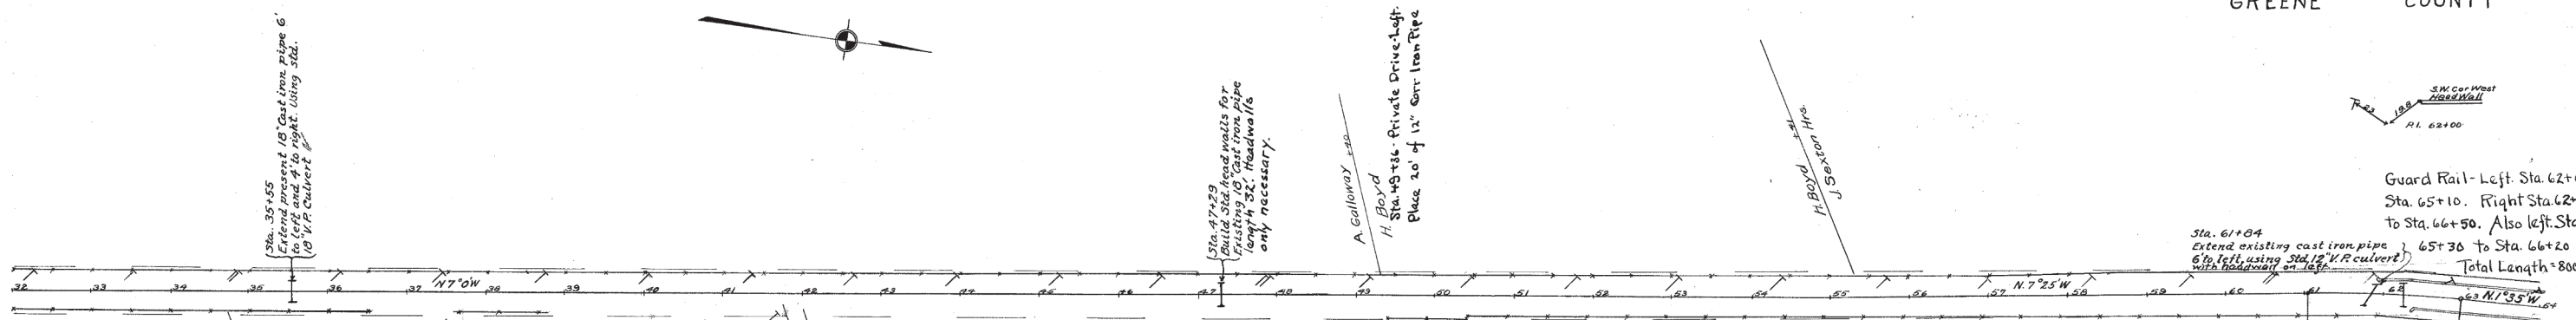 GREENE COUNTY
Sta. 35+55
Extend present 18" Cast iron pipe 6'
to left and 4' to right. Using std.
18" V.P. Culvert
Sta. 47+29
Build Std. head walls for
Existing 18" Cast iron pipe
length 32'. Headwalls
only necessary.
A. Galloway +40
H. Boyd
Sta. 49+36 - Private Drive-Left.
Place 20' of 12" Corr Iron Pipe
H. Boyd +41
J. Sexton Hrs.
S.W. Cor West
Head Wall
P.I. 62+00
Guard Rail - Left. Sta. 62+
Sta. 65+10. Right Sta. 62+
to Sta. 66+50. Also left. Sta
65+30 to Sta. 66+20
Total Length = 800
Sta. 61+84
Extend existing cast iron pipe
6' to left, using Std. 12" V.P. culvert
with headwall on left.
32 33 34 35 36 37 N 7° 0' W 38 39 40 41 42 43 44 45 46 47 48 49 50 51 52 53 54 55 56 57 N. 7° 25' W 58 59 60 61 62 63 N. 1° 35' W 64